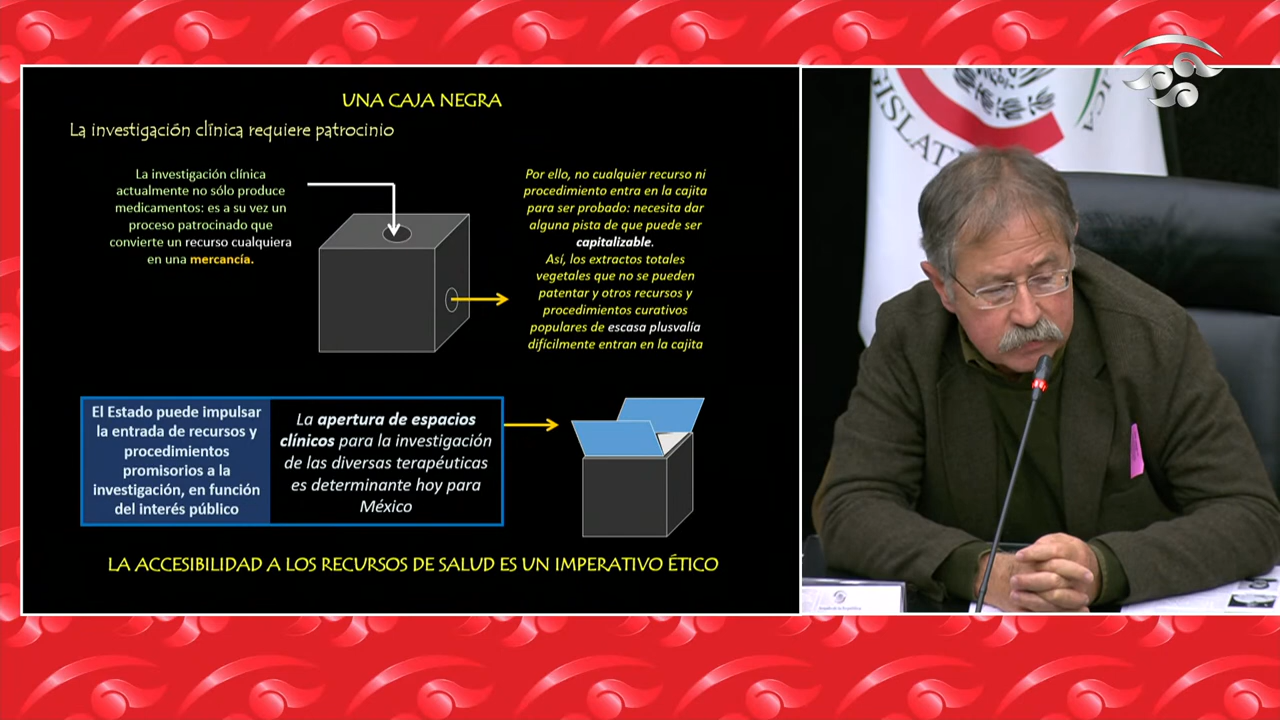 UNA CAJA NEGRA
La investigación clínica requiere patrocinio
La investigación clínica
actualmente no sólo produce
medicamentos: es a su vez un
proceso patrocinado que
convierte un recurso cualquiera
en una mercancía.
Por ello, no cualquier recurso ni
procedimiento entra en la cajita
para ser probado: necesita dar
alguna pista de que puede ser
capitalizable.
Así, los extractos totales
vegetales que no se pueden
patentar y otros recursos y
procedimientos curativos
populares de escasa plusvalía
difícilmente entran en la cajita
El Estado puede impulsar
la entrada de recursos y
procedimientos
promisorios a la
investigación, en función
del interés público
La apertura de espacios
clínicos para la investigación
de las diversas terapéuticas
es determinante hoy para
México
LA ACCESIBILIDAD A LOS RECURSOS DE SALUD ES UN IMPERATIVO ÉTICO
GISLAT
ICA
Senado de la República